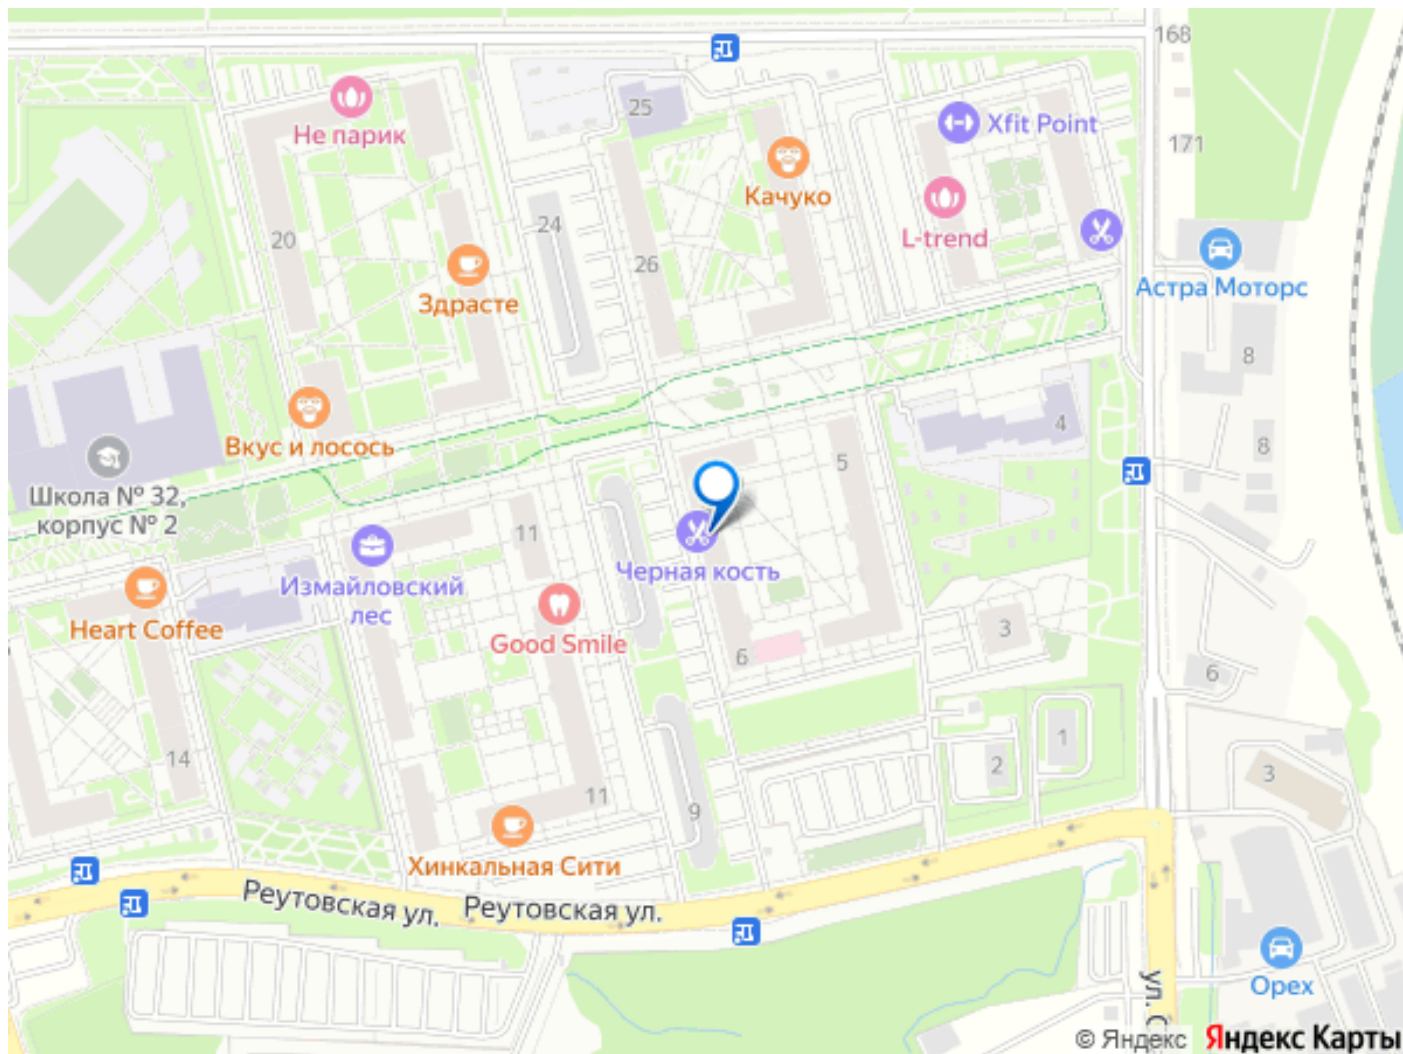 168
25
Не парик
Xfit Point
171
Качуко
24
20
L-trend
26
Здрасте
Астра Моторс
8
4
Вкус и лосось
8
5
Школа № 32,
корпус № 2
11
Черная кость
Измайловский
лес
Heart Coffee
Good Smile
3
6
6
1
14
2
3
11
9
Хинкальная Сити
Реутовская ул.
Реутовская ул.
Орех
ул. С
© Яндекс
Яндекс Карты